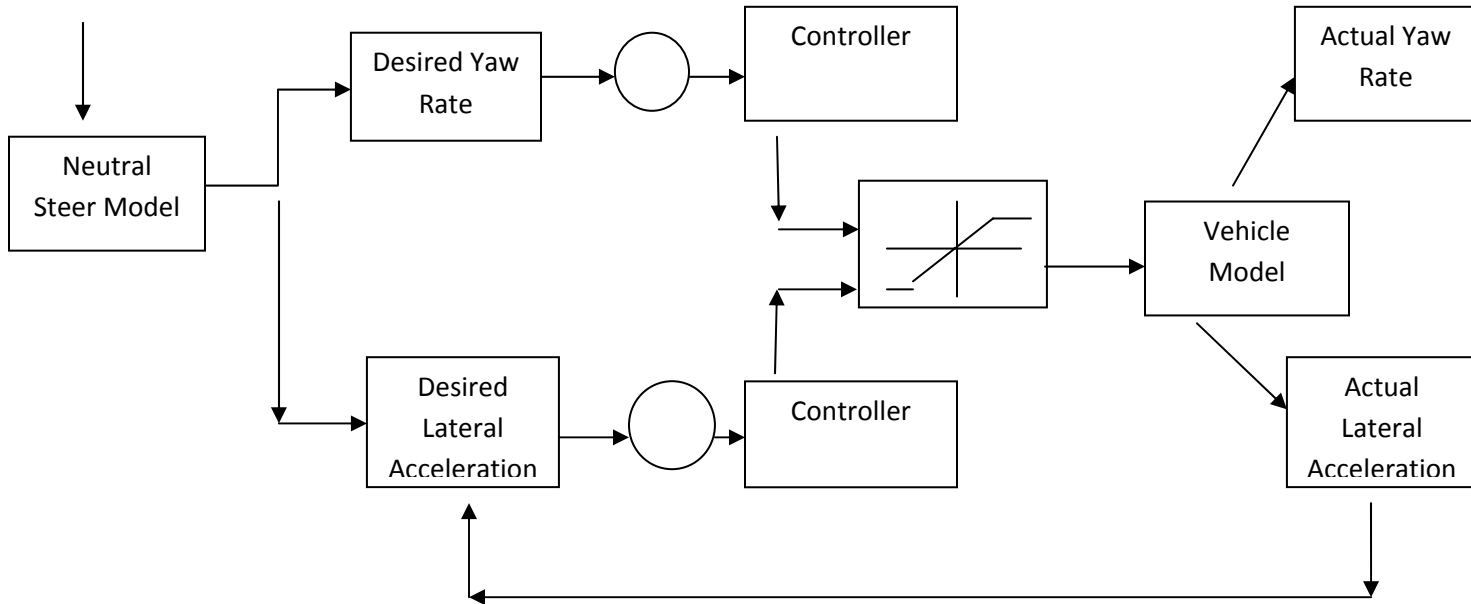 Neutral
Steer Model
Desired Yaw
Rate
Controller
Actual Yaw
Rate
Vehicle
Model
Desired
Lateral
Acceleration
Controller
Actual
Lateral
Acceleration